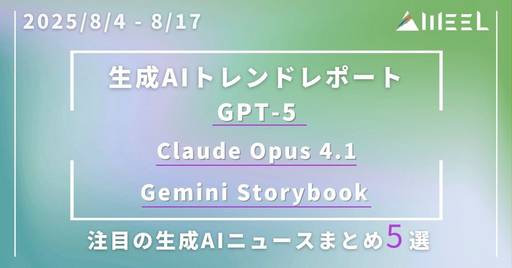 2025/8/4 - 8/17
AMEEL
生成AIトレンドレポート
GPT-5
Claude Opus 4.1
Gemini Storybook
注目の生成AIニュースまとめ5選